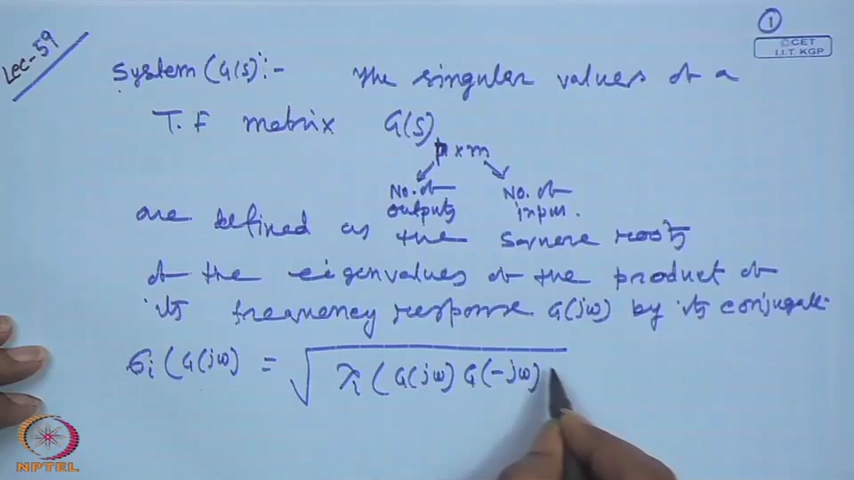 Lec-59
①
© CET
I.I.T. KGP
System (G(s)):- The singular values of a
T.F matrix G(s)
p x m
No. of outputs
No. of inputs.
are defined as the square roots
of the eigenvalues of the product of
its frequency response G(jω) by its conjugate
σi (G(jω) = √λi (G(jω) G(-jω)
NPTEL